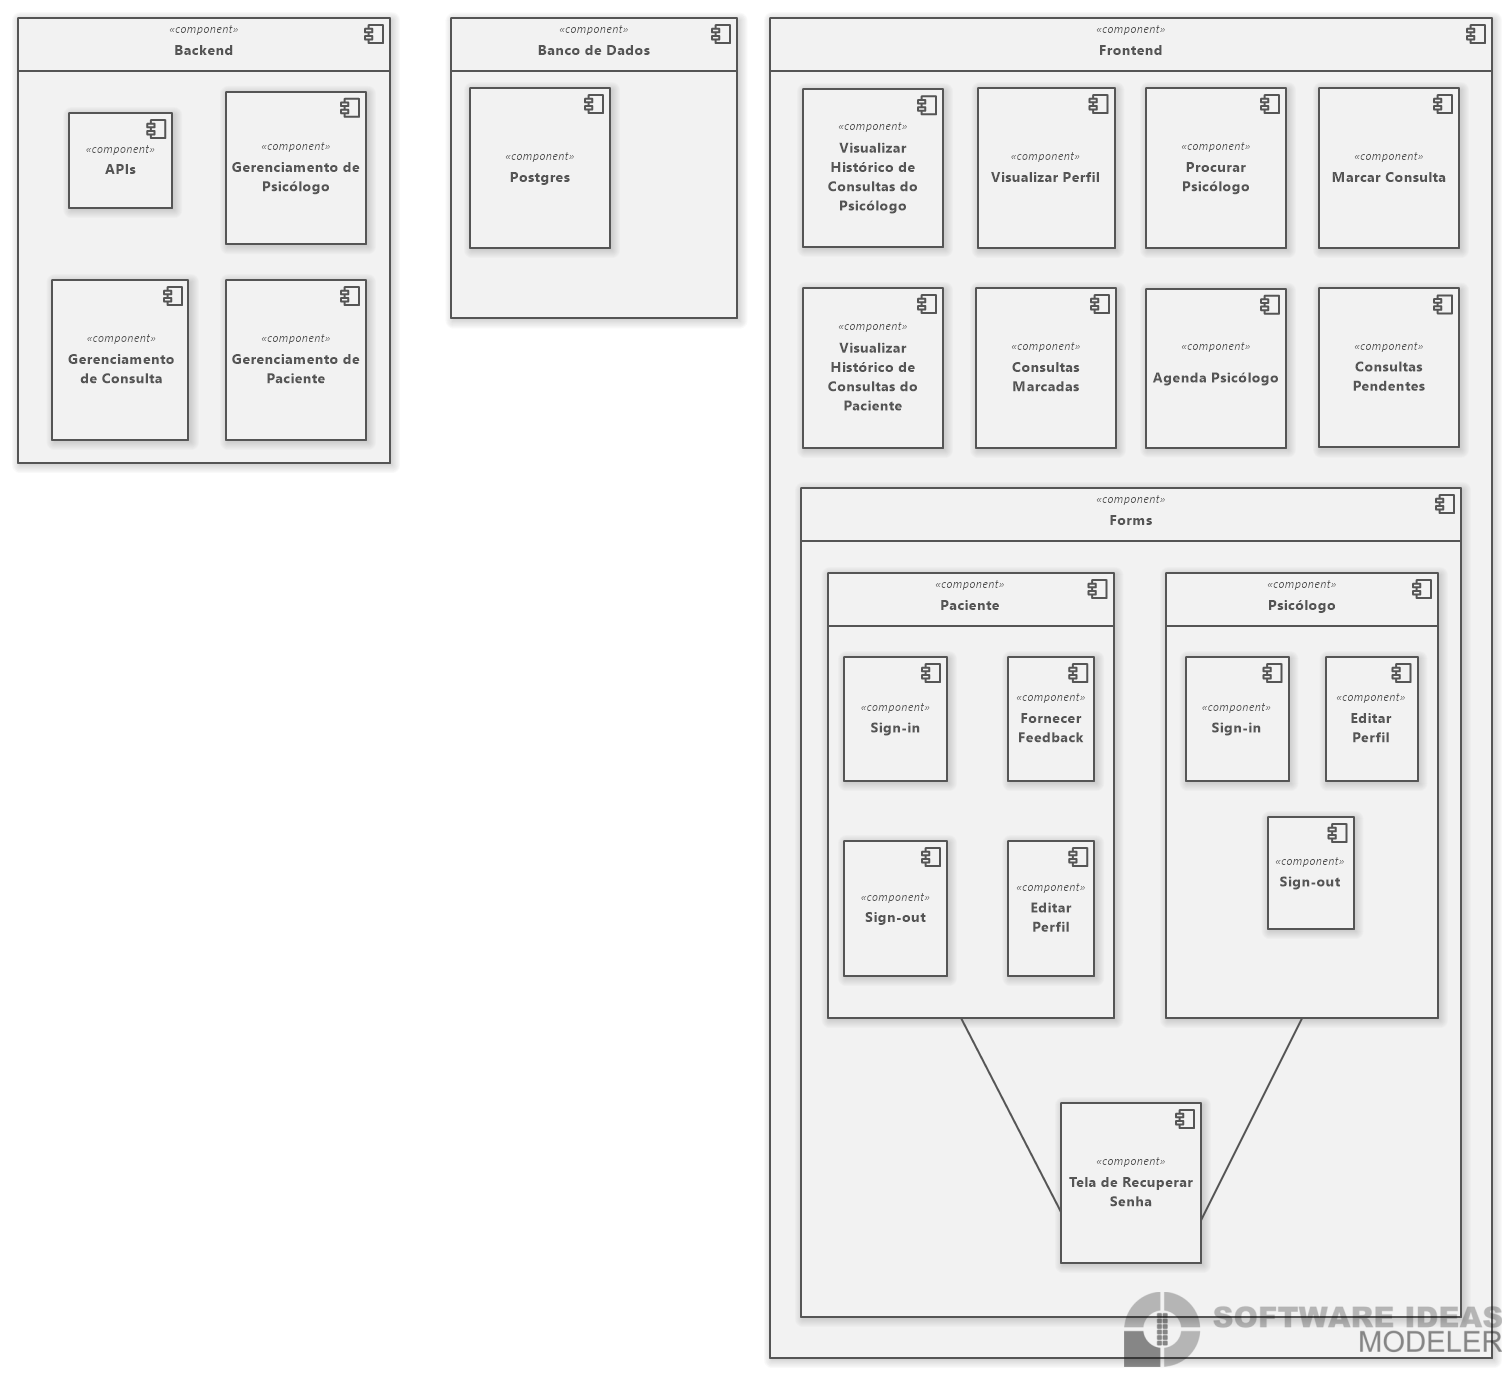 «component»
Backend
«component»
APIs
«component»
Gerenciamento de
Psicólogo
«component»
Gerenciamento
de Consulta
«component»
Gerenciamento de
Paciente
«component»
Banco de Dados
«component»
Postgres
«component»
Frontend
«component»
Visualizar
Histórico de
Consultas do
Psicólogo
«component»
Visualizar Perfil
«component»
Procurar
Psicólogo
«component»
Marcar Consulta
«component»
Visualizar
Histórico de
Consultas do
Paciente
«component»
Consultas
Marcadas
«component»
Agenda Psicólogo
«component»
Consultas
Pendentes
«component»
Forms
«component»
Paciente
«component»
Sign-in
«component»
Fornecer
Feedback
«component»
Sign-out
«component»
Editar
Perfil
«component»
Psicólogo
«component»
Sign-in
«component»
Editar
Perfil
«component»
Sign-out
«component»
Tela de Recuperar
Senha
SOFTWARE IDEAS
MODELER